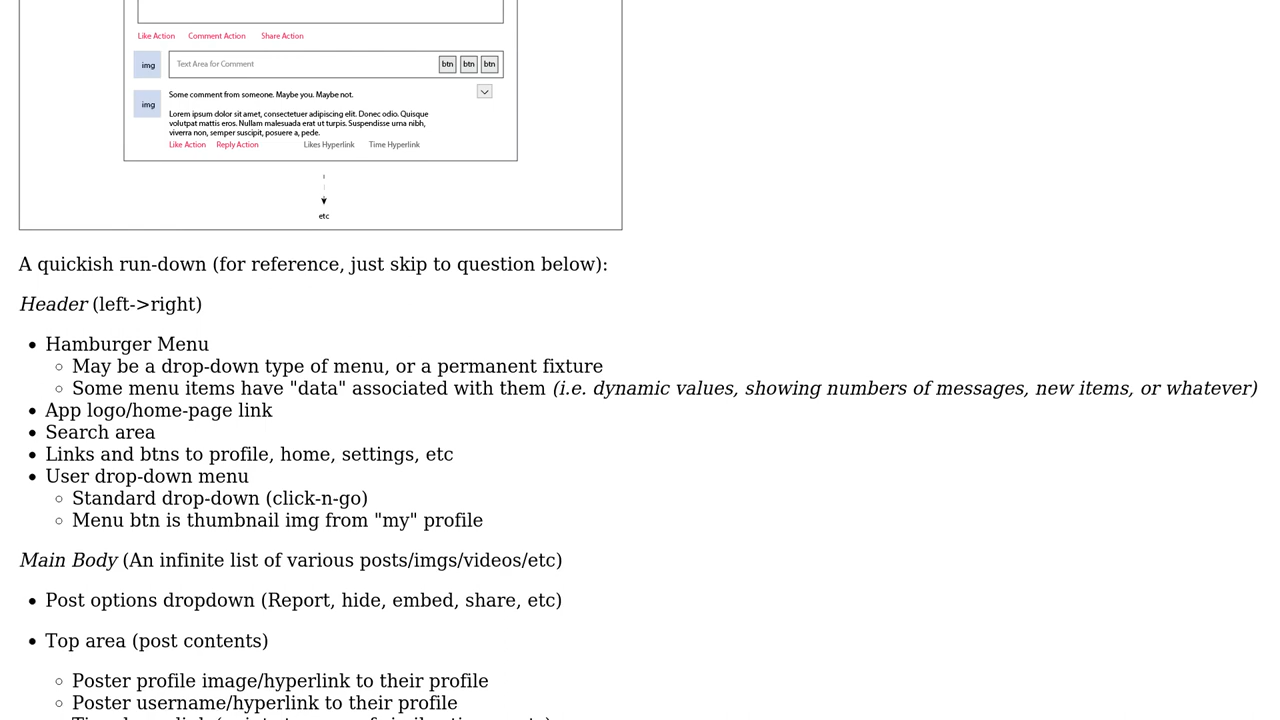 Like Action Comment Action Share Action
img Text Area for Comment btn btn btn
img Some comment from someone. Maybe you. Maybe not.
Lorem ipsum dolor sit amet, consectetuer adipiscing elit. Donec odio. Quisque
volutpat mattis eros. Nullam malesuada erat ut turpis. Suspendisse urna nibh,
viverra non, semper suscipit, posuere a, pede.
Like Action Reply Action Likes Hyperlink Time Hyperlink
etc
A quickish run-down (for reference, just skip to question below):
Header (left->right)
• Hamburger Menu
◦ May be a drop-down type of menu, or a permanent fixture
◦ Some menu items have "data" associated with them (i.e. dynamic values, showing numbers of messages, new items, or whatever)
• App logo/home-page link
• Search area
• Links and btns to profile, home, settings, etc
• User drop-down menu
◦ Standard drop-down (click-n-go)
◦ Menu btn is thumbnail img from "my" profile
Main Body (An infinite list of various posts/imgs/videos/etc)
• Post options dropdown (Report, hide, embed, share, etc)
• Top area (post contents)
◦ Poster profile image/hyperlink to their profile
◦ Poster username/hyperlink to their profile